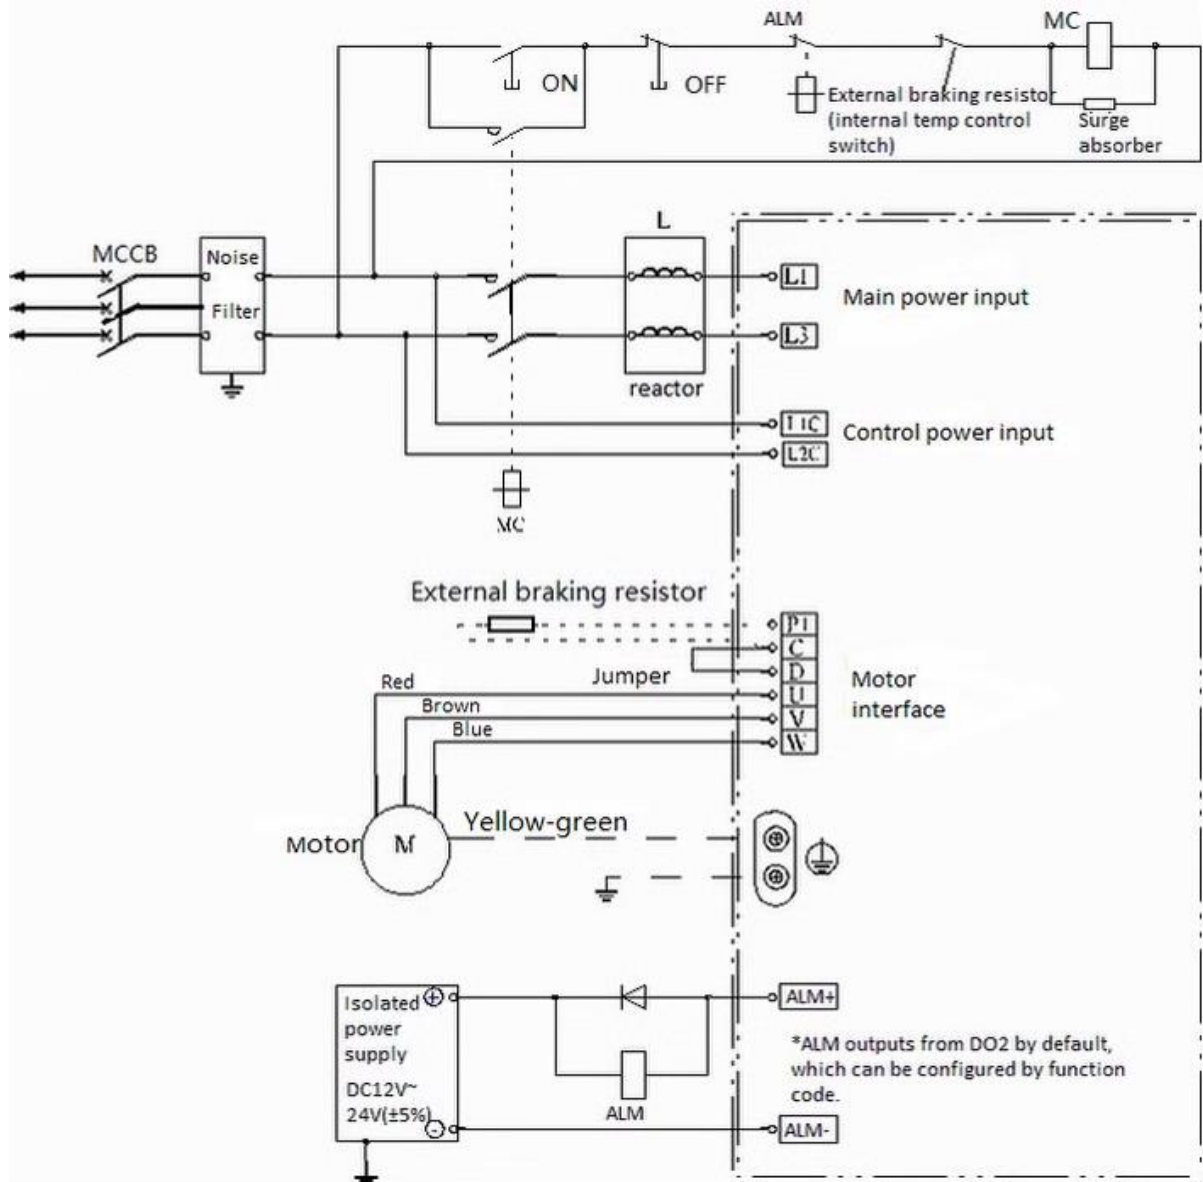 ALM
MC
ON
OFF
External braking resistor
(internal temp control
switch)
Surge
absorber
MCCB
Noise
Filter
L
reactor
L1
Main power input
L3
L1C
Control power input
L2C
MC
External braking resistor
P1
C
Jumper
D
Motor
interface
Red
U
Brown
V
Blue
W
Yellow-green
Motor
M
Isolated
power
supply
DC12V~
24V(±5%)
+
-
ALM
ALM+
*ALM outputs from DO2 by default,
which can be configured by function
code.
ALM-